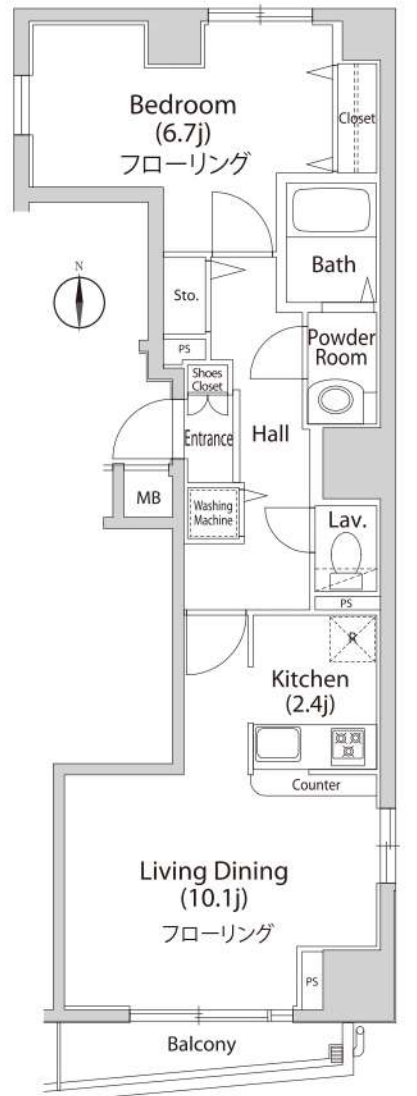 Bedroom
(6.7j)
フローリング
Closet
Bath
N
Sto.
PS
Powder
Room
Shoes
Closet
Entrance
Hall
MB
Washing
Machine
Lav.
PS
R
Kitchen
(2.4j)
Counter
Living Dining
(10.1j)
フローリング
PS
Balcony